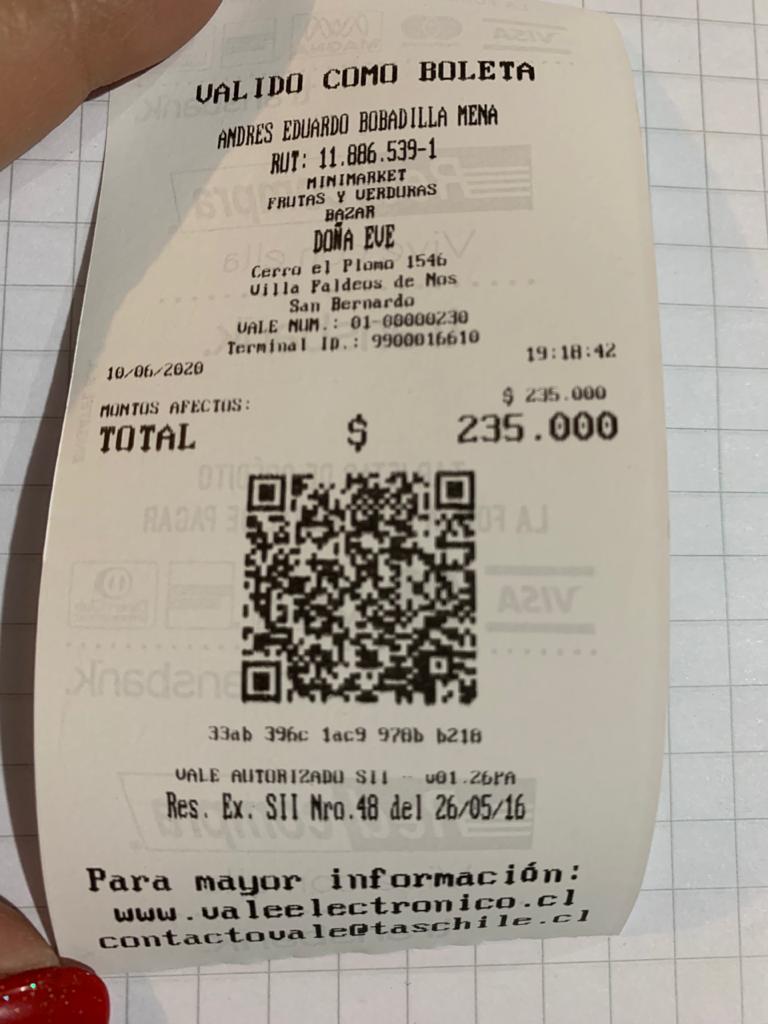 VALIDO COMO BOLETA
ANDRES EDUARDO BOBADILLA MENA
RUT: 11.886.539-1
MINIMARKET
FRUTAS Y VERDURAS
BAZAR
DOÑA EVE
Cerro el Plomo 1546
Villa Faldeos de Nos
San Bernardo
VALE NUM.: 01-00000230
Terminal ID.: 9900016610
10/06/2020 19:18:42
MONTOS AFECTOS: $ 235.000
TOTAL $ 235.000
33ab 396c 1ac9 978b b218
VALE AUTORIZADO SII - v01.26PA
Res. Ex. SII Nro.48 del 26/05/16
Para mayor información:
www.valeelectronico.cl
contactovale@taschile.cl